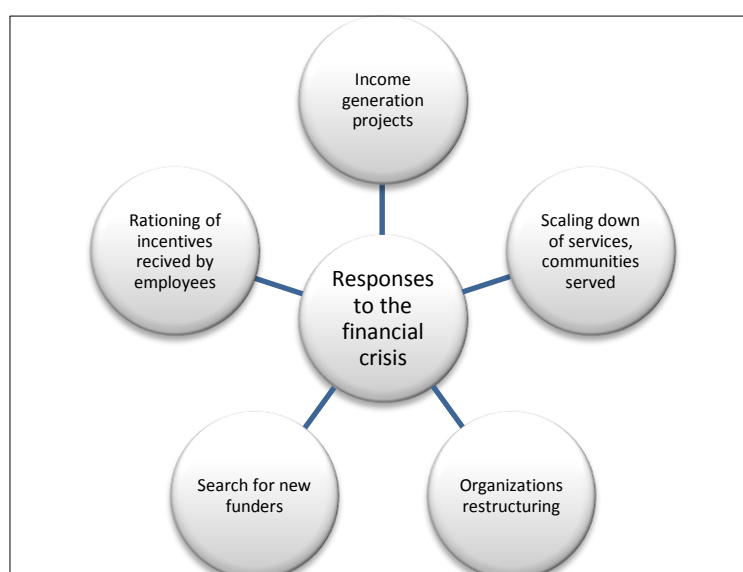 Income
generation
projects
Rationing of
incentives
recived by
employees
Scaling down
of services,
communities
served
Responses
to the
financial
crisis
Search for new
funders
Organizations
restructuring